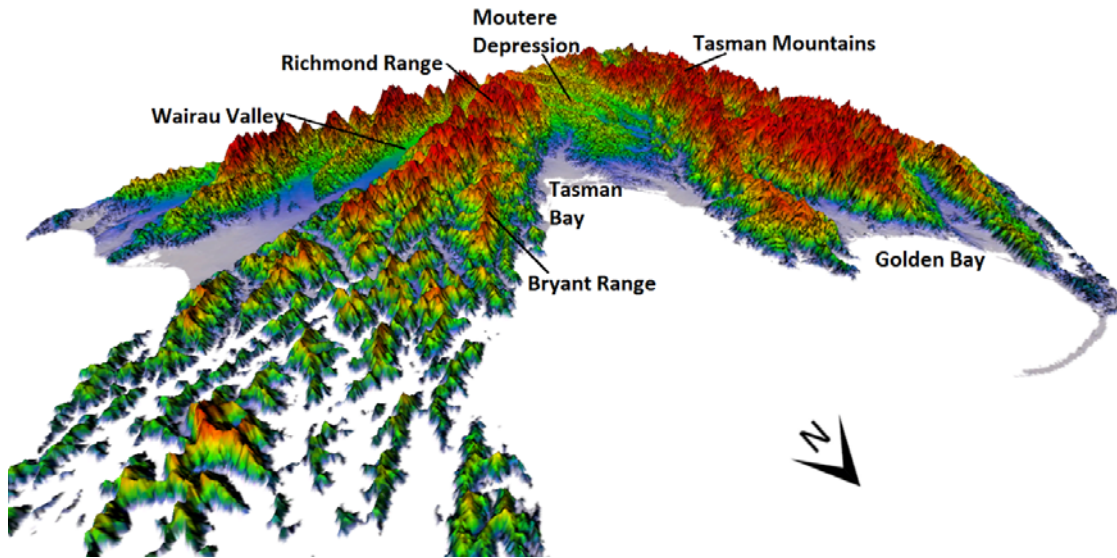 Moutere
Depression
Tasman Mountains
Richmond Range
Wairau Valley
Tasman
Bay
Golden Bay
Bryant Range
N